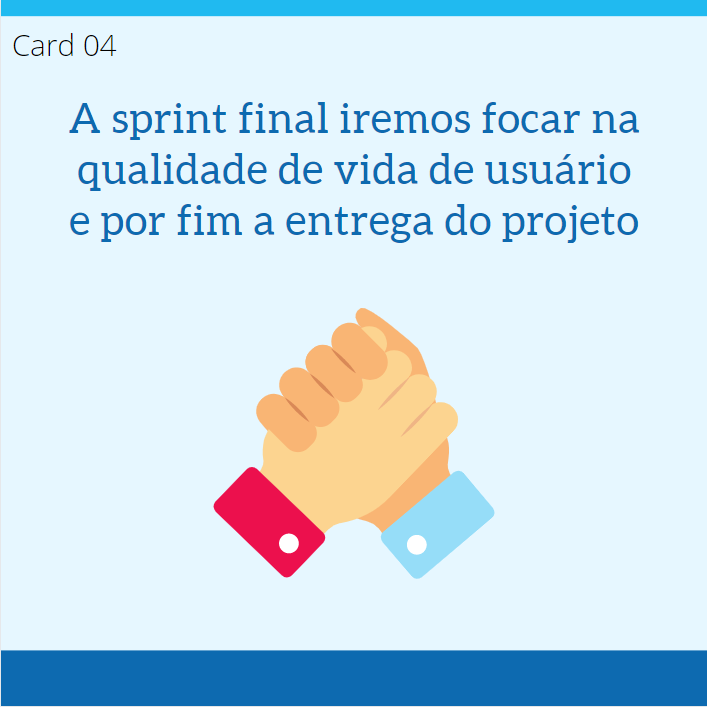 Card 04
A sprint final iremos focar na
qualidade de vida de usuário
e por fim a entrega do projeto